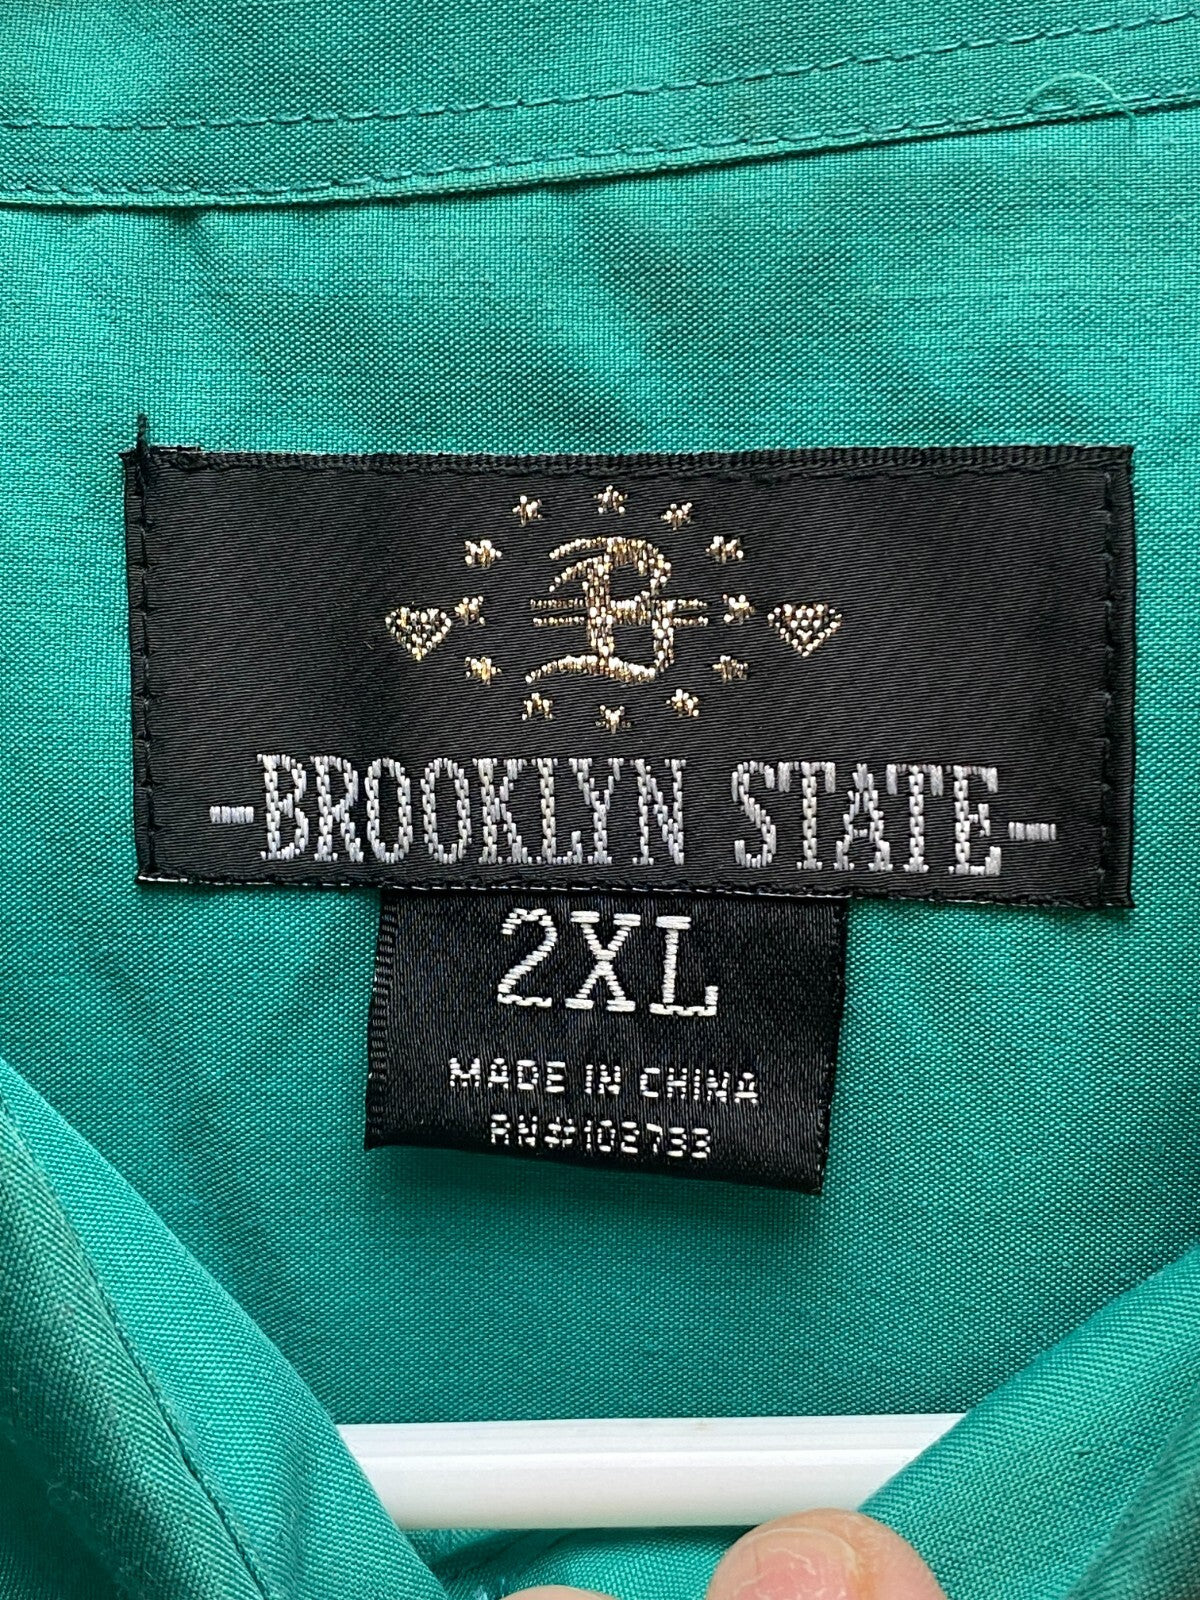 B
-BROOKLYN STATE-
2XL
MADE IN CHINA
RN#102733